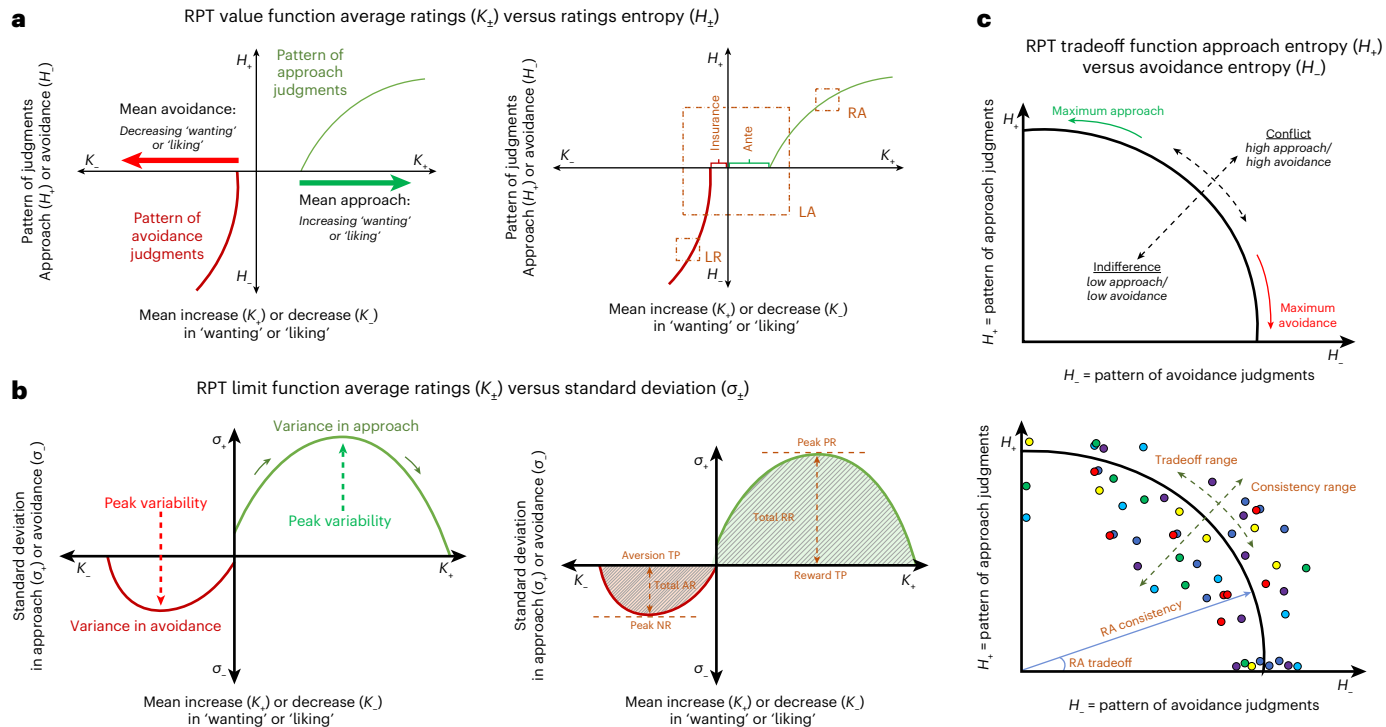 a
RPT value function average ratings (K±) versus ratings entropy (H±)
Pattern of judgments
Approach (H+) or avoidance (H−)
H+
Pattern of
approach
judgments
Mean avoidance:
Decreasing 'wanting'
or 'liking'
K−
K+
Mean approach:
Increasing 'wanting'
or 'liking'
Pattern of
avoidance
judgments
H−
Mean increase (K+) or decrease (K−)
in 'wanting' or 'liking'
Pattern of judgments
Approach (H+) or avoidance (H−)
H+
Insurance
Ante
RA
K−
K+
LA
LR
H−
Mean increase (K+) or decrease (K−)
in 'wanting' or 'liking'
b
RPT limit function average ratings (K±) versus standard deviation (σ±)
Standard deviation
in approach (σ+) or avoidance (σ−)
σ+
Variance in approach
Peak variability
Peak variability
K−
K+
Variance in avoidance
σ−
Mean increase (K+) or decrease (K−)
in 'wanting' or 'liking'
Standard deviation
in approach (σ+) or avoidance (σ−)
σ+
Peak PR
Total RR
Aversion TP
K−
Total AR
Reward TP
K+
Peak NR
σ−
Mean increase (K+) or decrease (K−)
in 'wanting' or 'liking'
c
RPT tradeoff function approach entropy (H+)
versus avoidance entropy (H−)
H+ = pattern of approach judgments
H+
Maximum approach
Conflict
high approach/
high avoidance
Indifference
low approach/
low avoidance
Maximum
avoidance
H−
H− = pattern of avoidance judgments
H+ = pattern of approach judgments
H+
Tradeoff range
Consistency range
RA consistency
RA tradeoff
H−
H− = pattern of avoidance judgments